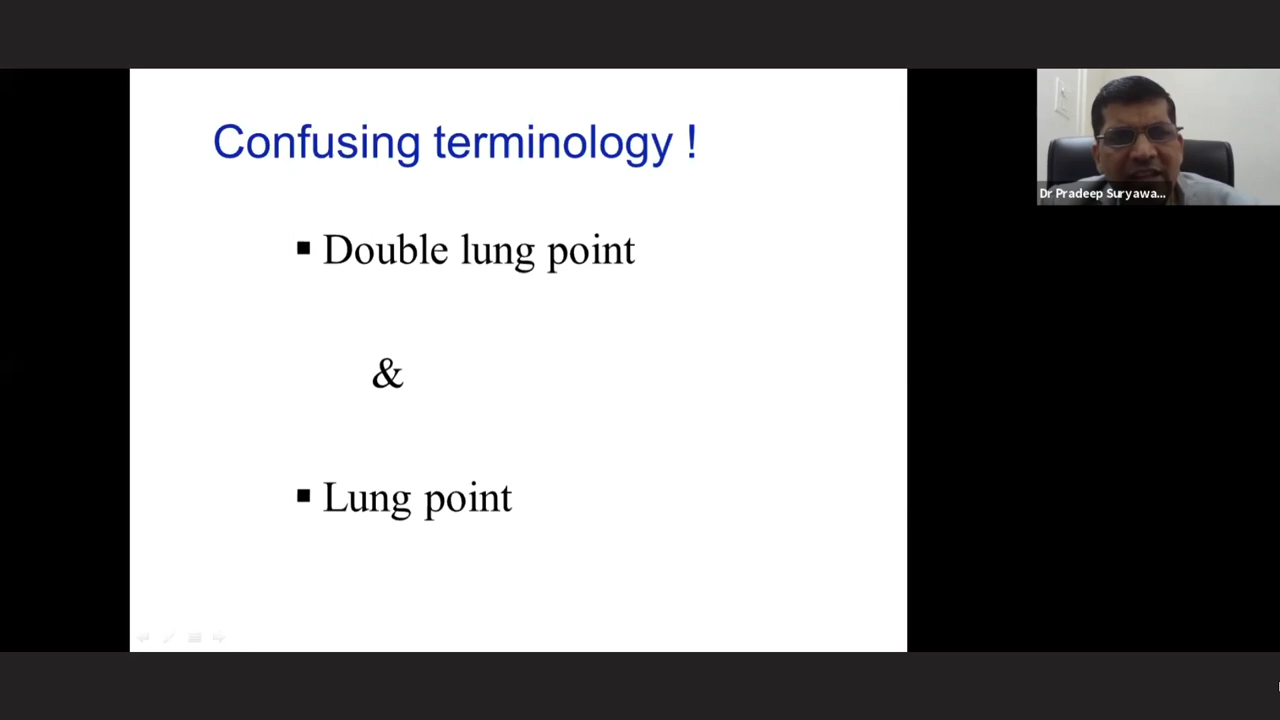 Confusing terminology !
▪ Double lung point
&
▪ Lung point
Dr Pradeep Suryawa...